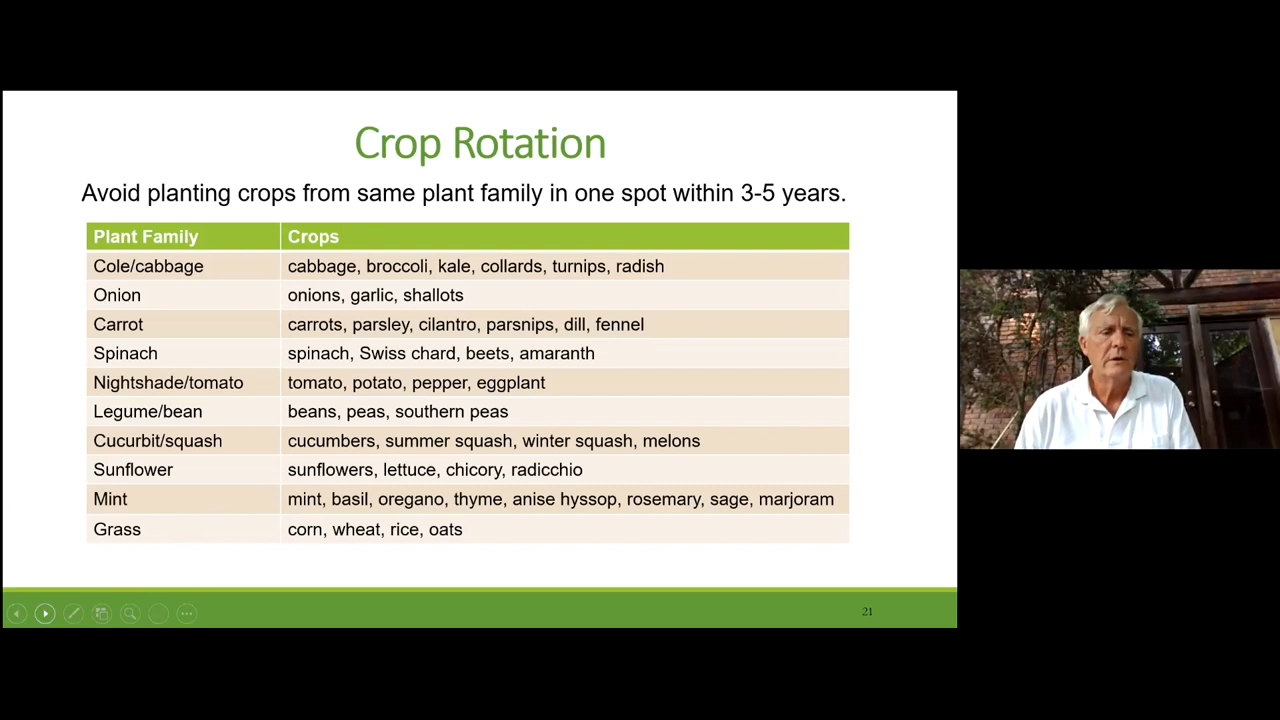 Crop Rotation
Avoid planting crops from same plant family in one spot within 3-5 years.
Plant Family Crops
Cole/cabbage cabbage, broccoli, kale, collards, turnips, radish
Onion onions, garlic, shallots
Carrot carrots, parsley, cilantro, parsnips, dill, fennel
Spinach spinach, Swiss chard, beets, amaranth
Nightshade/tomato tomato, potato, pepper, eggplant
Legume/bean beans, peas, southern peas
Cucurbit/squash cucumbers, summer squash, winter squash, melons
Sunflower sunflowers, lettuce, chicory, radicchio
Mint mint, basil, oregano, thyme, anise hyssop, rosemary, sage, marjoram
Grass corn, wheat, rice, oats
21